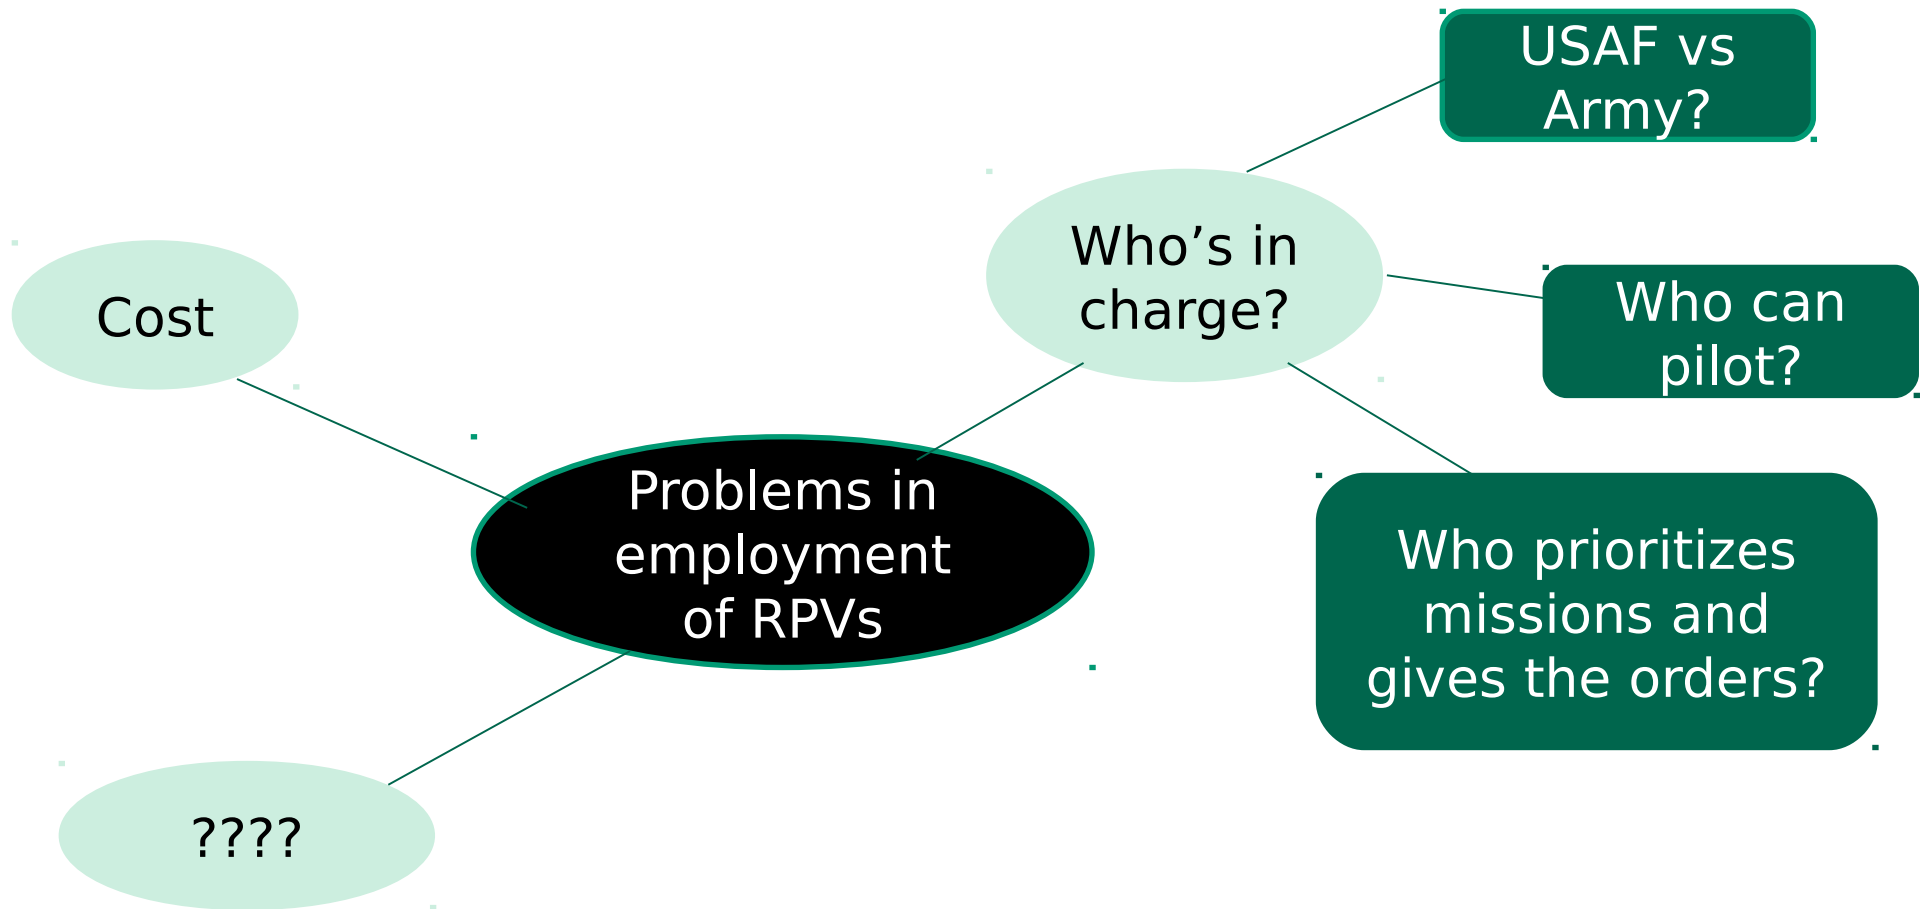 USAF vs
Army?
Who’s in
charge?
Who can
pilot?
Cost
Problems in
employment
of RPVs
Who prioritizes
missions and
gives the orders?
????